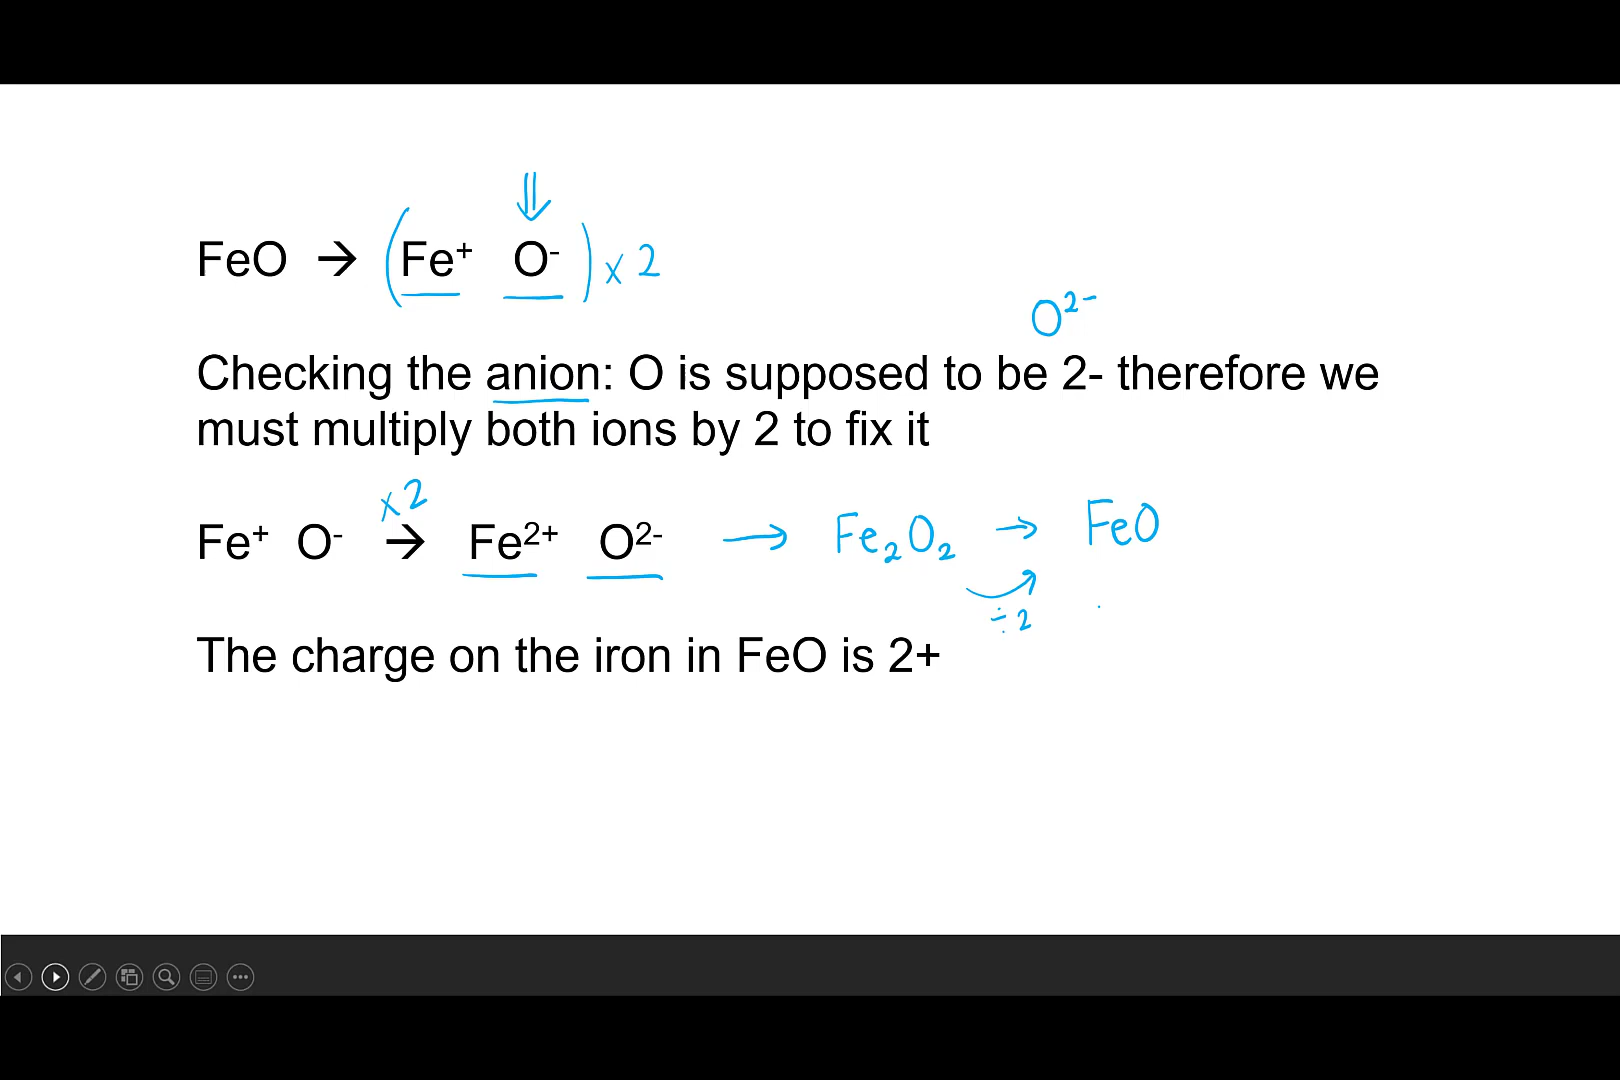 FeO → (Fe⁺ O⁻) x 2
O²⁻
Checking the anion: O is supposed to be 2- therefore we
must multiply both ions by 2 to fix it
x2
Fe⁺ O⁻ → Fe²⁺ O²⁻ → Fe₂O₂ → FeO
÷2
The charge on the iron in FeO is 2+